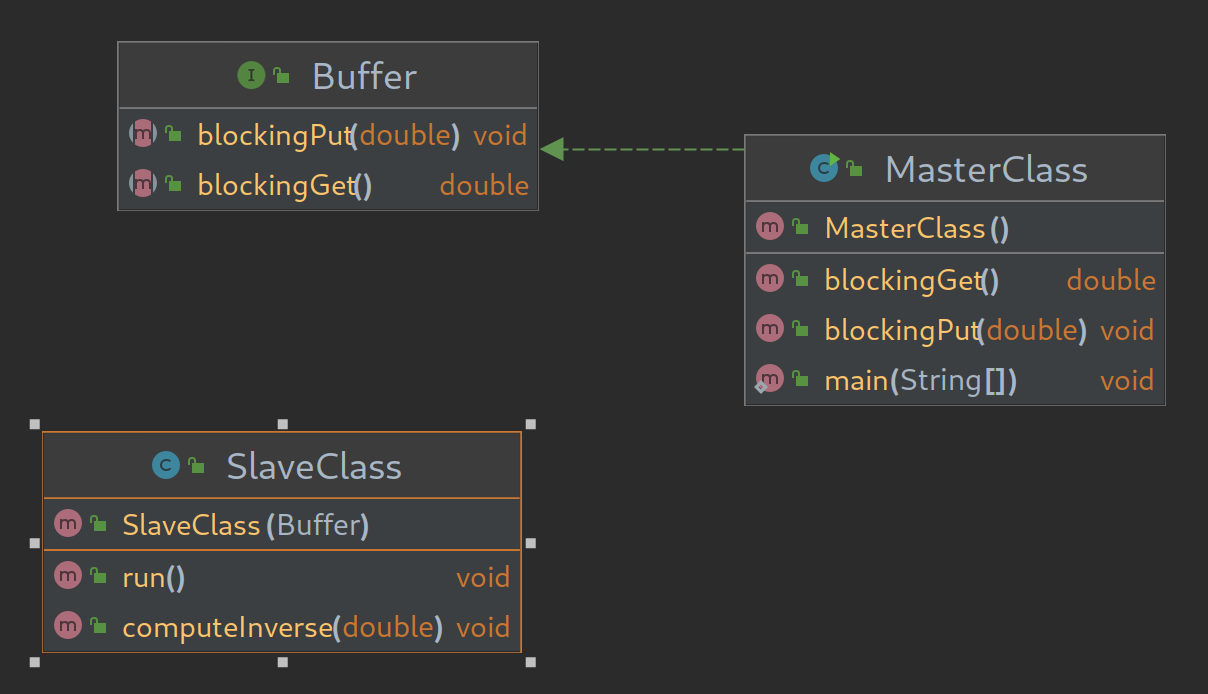 Buffer
blockingPut(double) void
blockingGet() double
MasterClass
MasterClass()
blockingGet() double
blockingPut(double) void
main(String[]) void
SlaveClass
SlaveClass(Buffer)
run() void
computeInverse(double) void